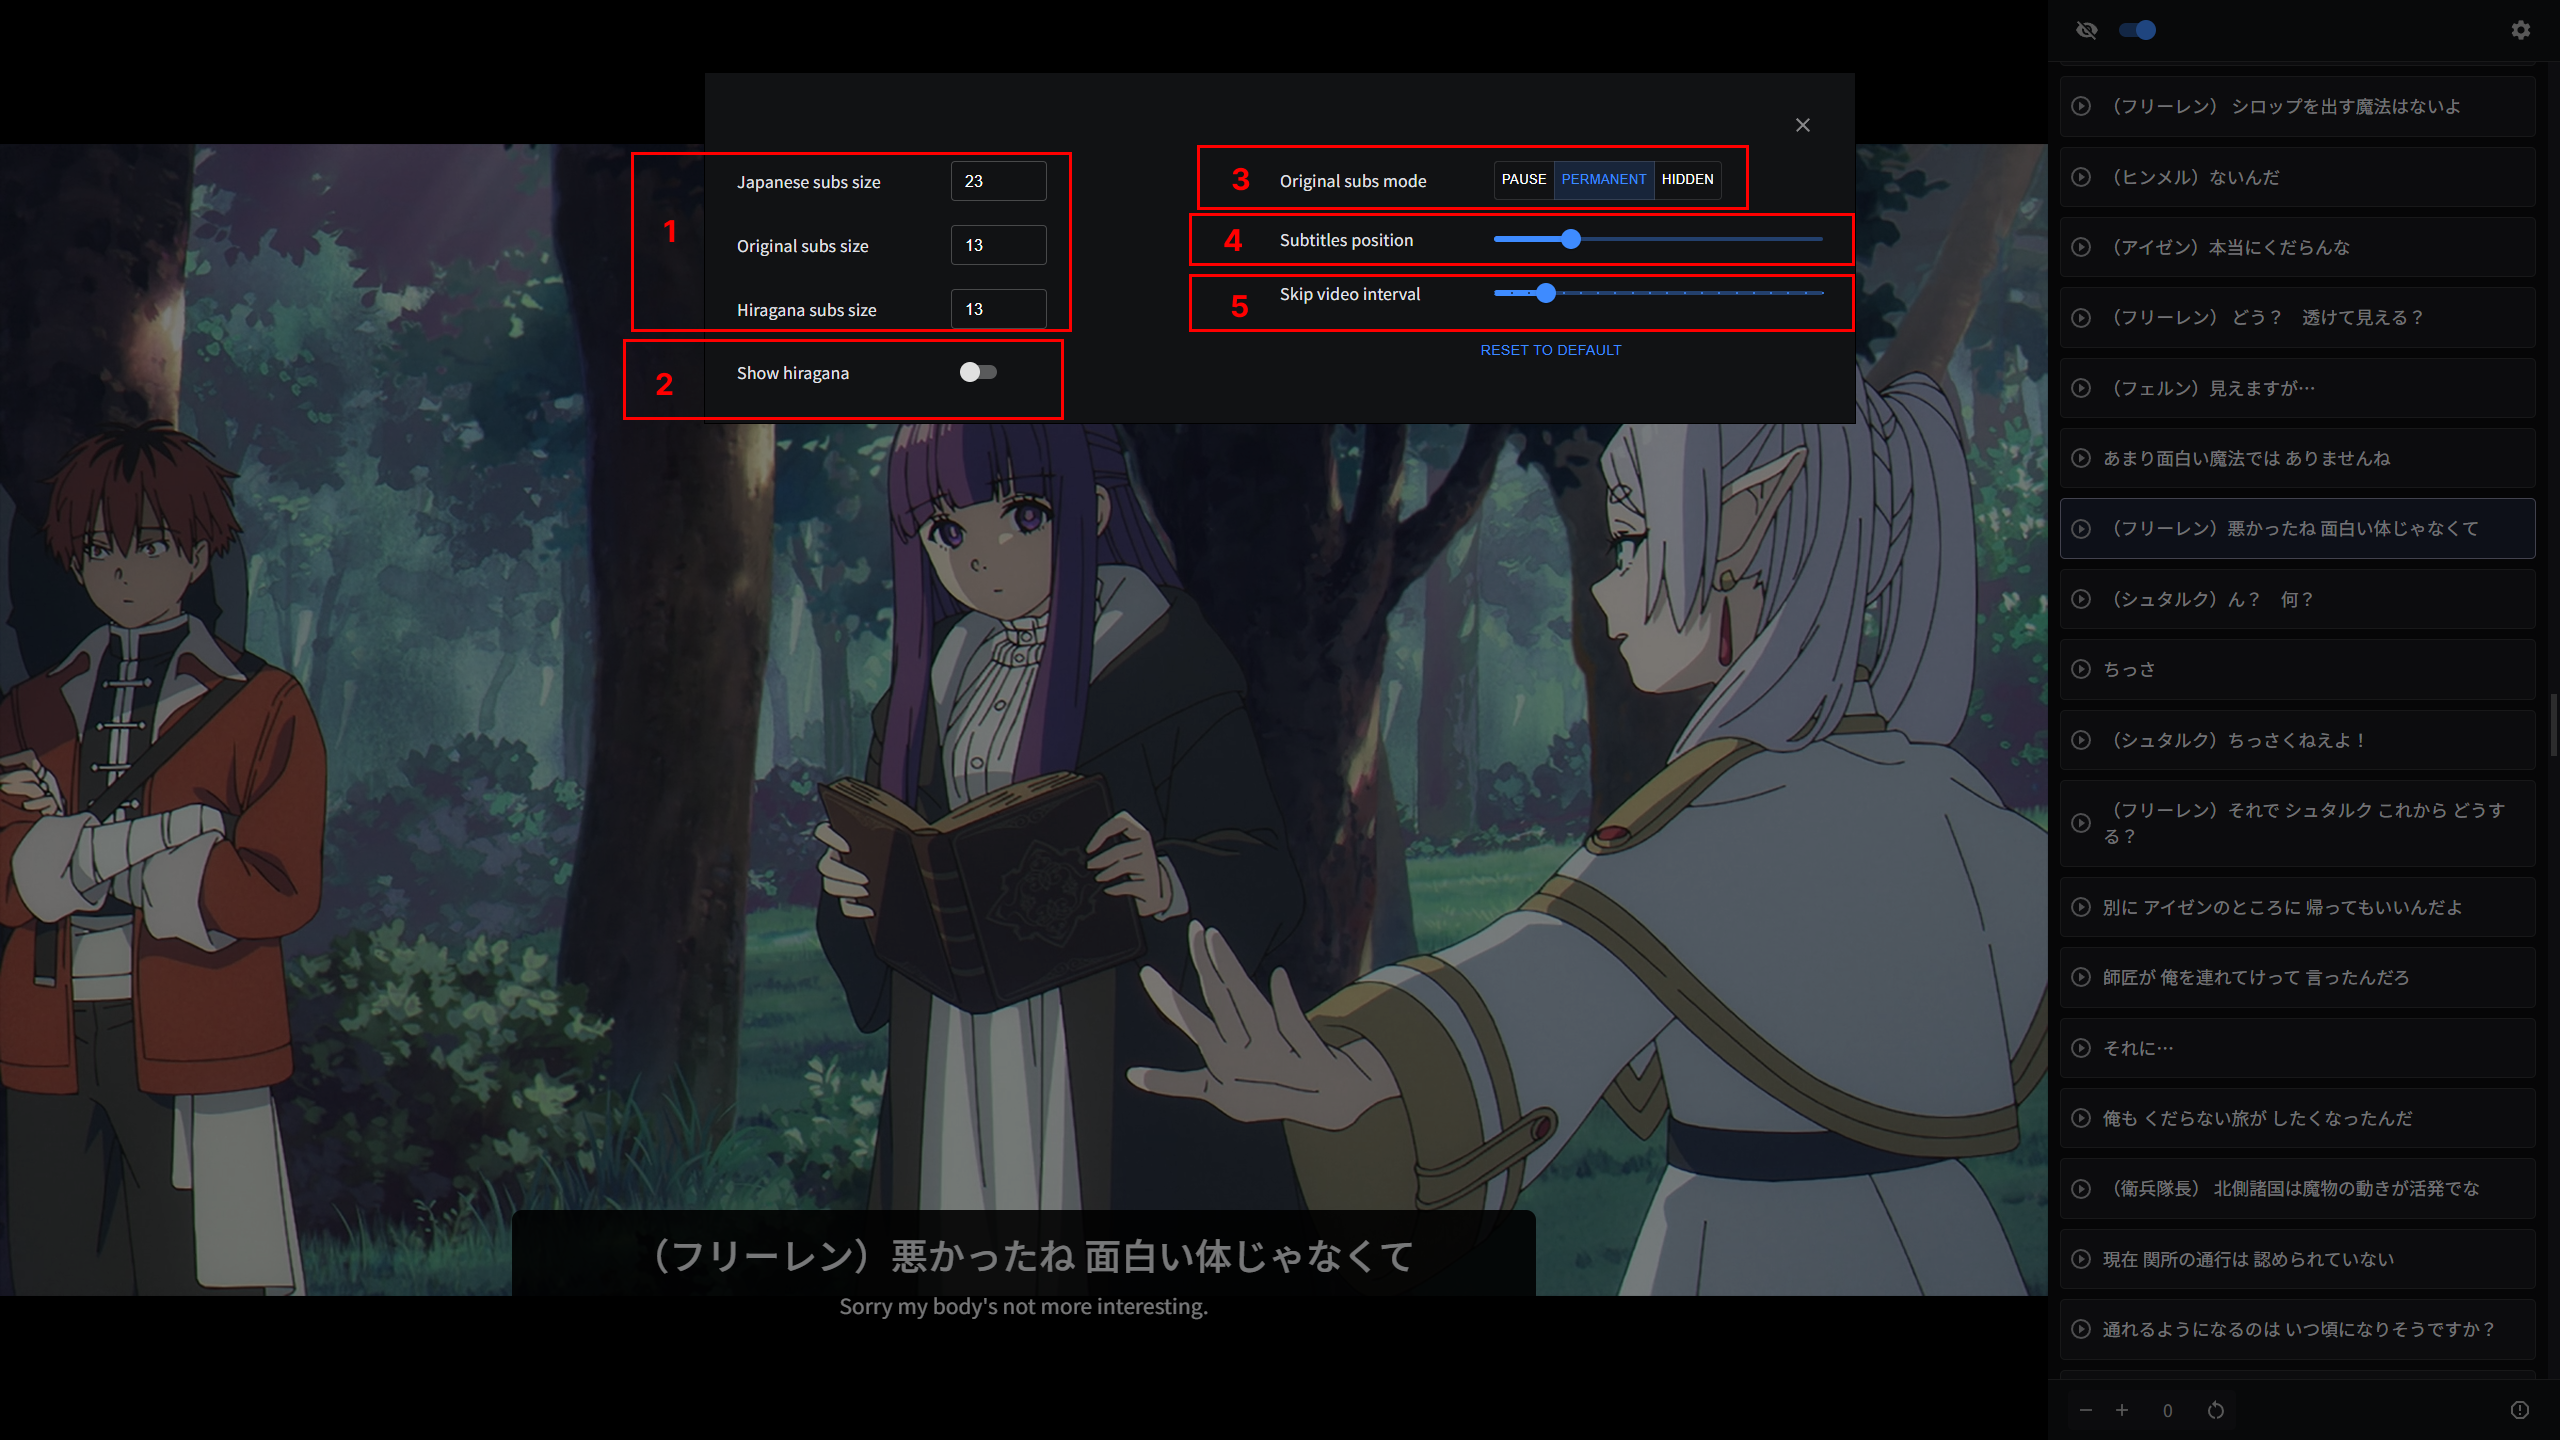 1
Japanese subs size 23
Original subs size 13
Hiragana subs size 13
2
Show hiragana
3
Original subs mode PAUSE PERMANENT HIDDEN
4
Subtitles position
5
Skip video interval
RESET TO DEFAULT
（フリーレン）悪かったね 面白い体じゃなくて
Sorry my body's not more interesting.
（フリーレン） シロップを出す魔法はないよ
（ヒンメル）ないんだ
（アイゼン）本当にくだらんな
（フリーレン） どう？　透けて見える？
（フェルン）見えますが…
あまり面白い魔法では ありませんね
（フリーレン）悪かったね 面白い体じゃなくて
（シュタルク）ん？　何？
ちっさ
（シュタルク）ちっさくねえよ！
（フリーレン）それで シュタルク これから どうす
る？
別に アイゼンのところに 帰ってもいいんだよ
師匠が 俺を連れてけって 言ったんだろ
それに…
俺も くだらない旅が したくなったんだ
（衛兵隊長） 北側諸国は魔物の動きが活発でな
現在 関所の通行は 認められていない
通れるようになるのは いつ頃になりそうですか？
0